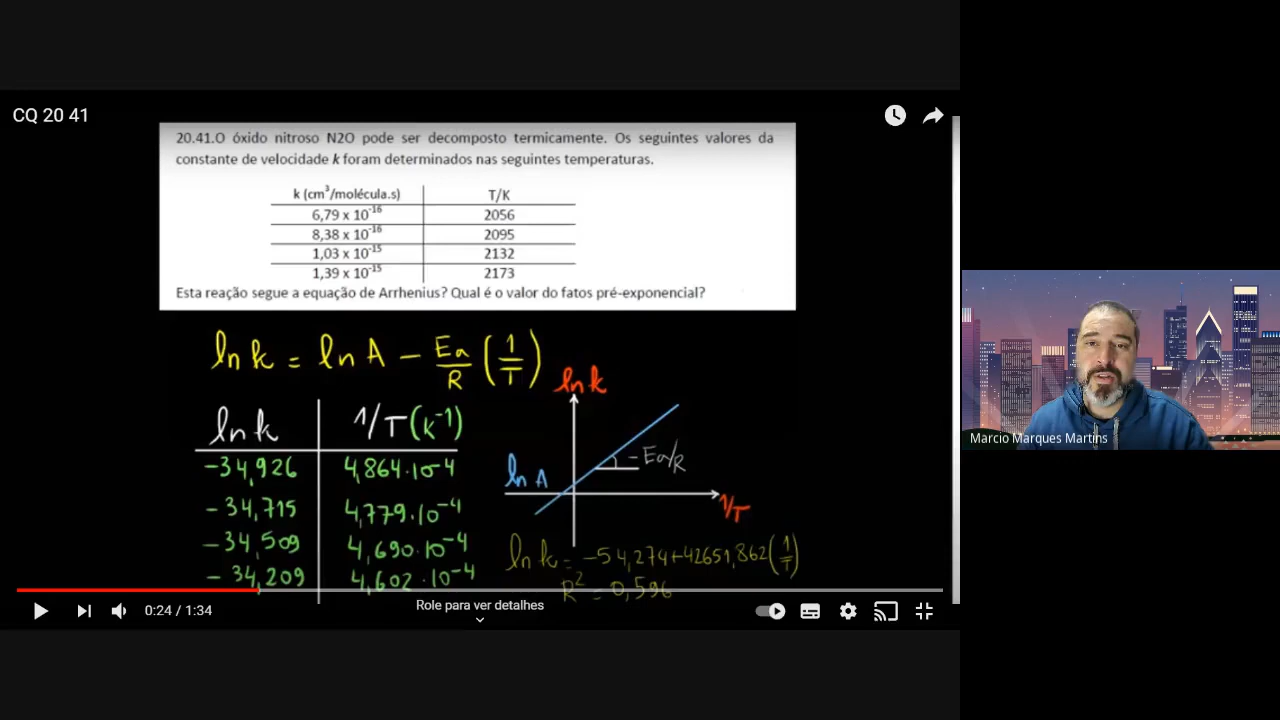 CQ 20 41
20.41.O óxido nitroso N2O pode ser decomposto termicamente. Os seguintes valores da
constante de velocidade k foram determinados nas seguintes temperaturas.
k (cm³/molécula.s) T/K
6,79 x 10⁻¹⁶ 2056
8,38 x 10⁻¹⁶ 2095
1,03 x 10⁻¹⁵ 2132
1,39 x 10⁻¹⁵ 2173
Esta reação segue a equação de Arrhenius? Qual é o valor do fatos pré-exponencial?
ln k = ln A - Ea/R (1/T)
ln k
ln k 1/T (k⁻¹)
-34,926 4,864·10⁻⁴
-34,715 4,779·10⁻⁴
-34,509 4,690·10⁻⁴
-34,209 4,602·10⁻⁴
ln A
-Ea/R
1/T
ln k = -54,274+42651,862(1/T)
R² = 0,596
0:24 / 1:34
Role para ver detalhes
Marcio Marques Martins